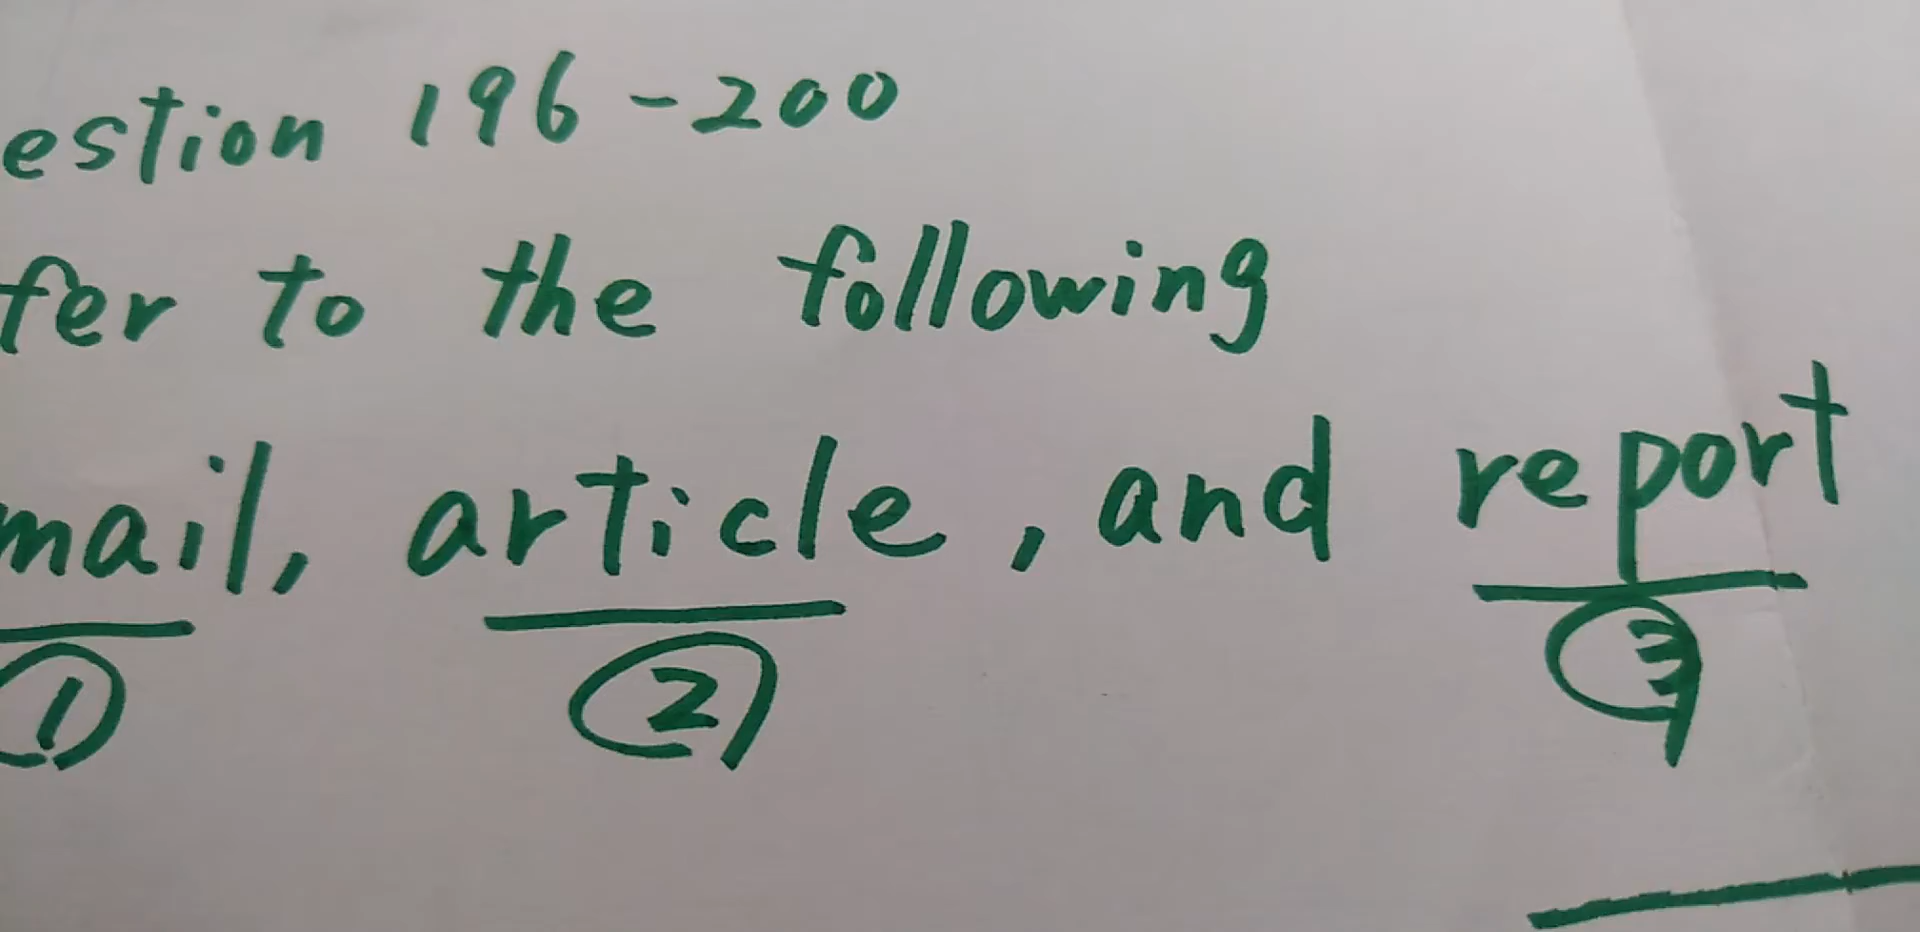 estion 196-200
fer to the following
mail, article, and report
① ② ③